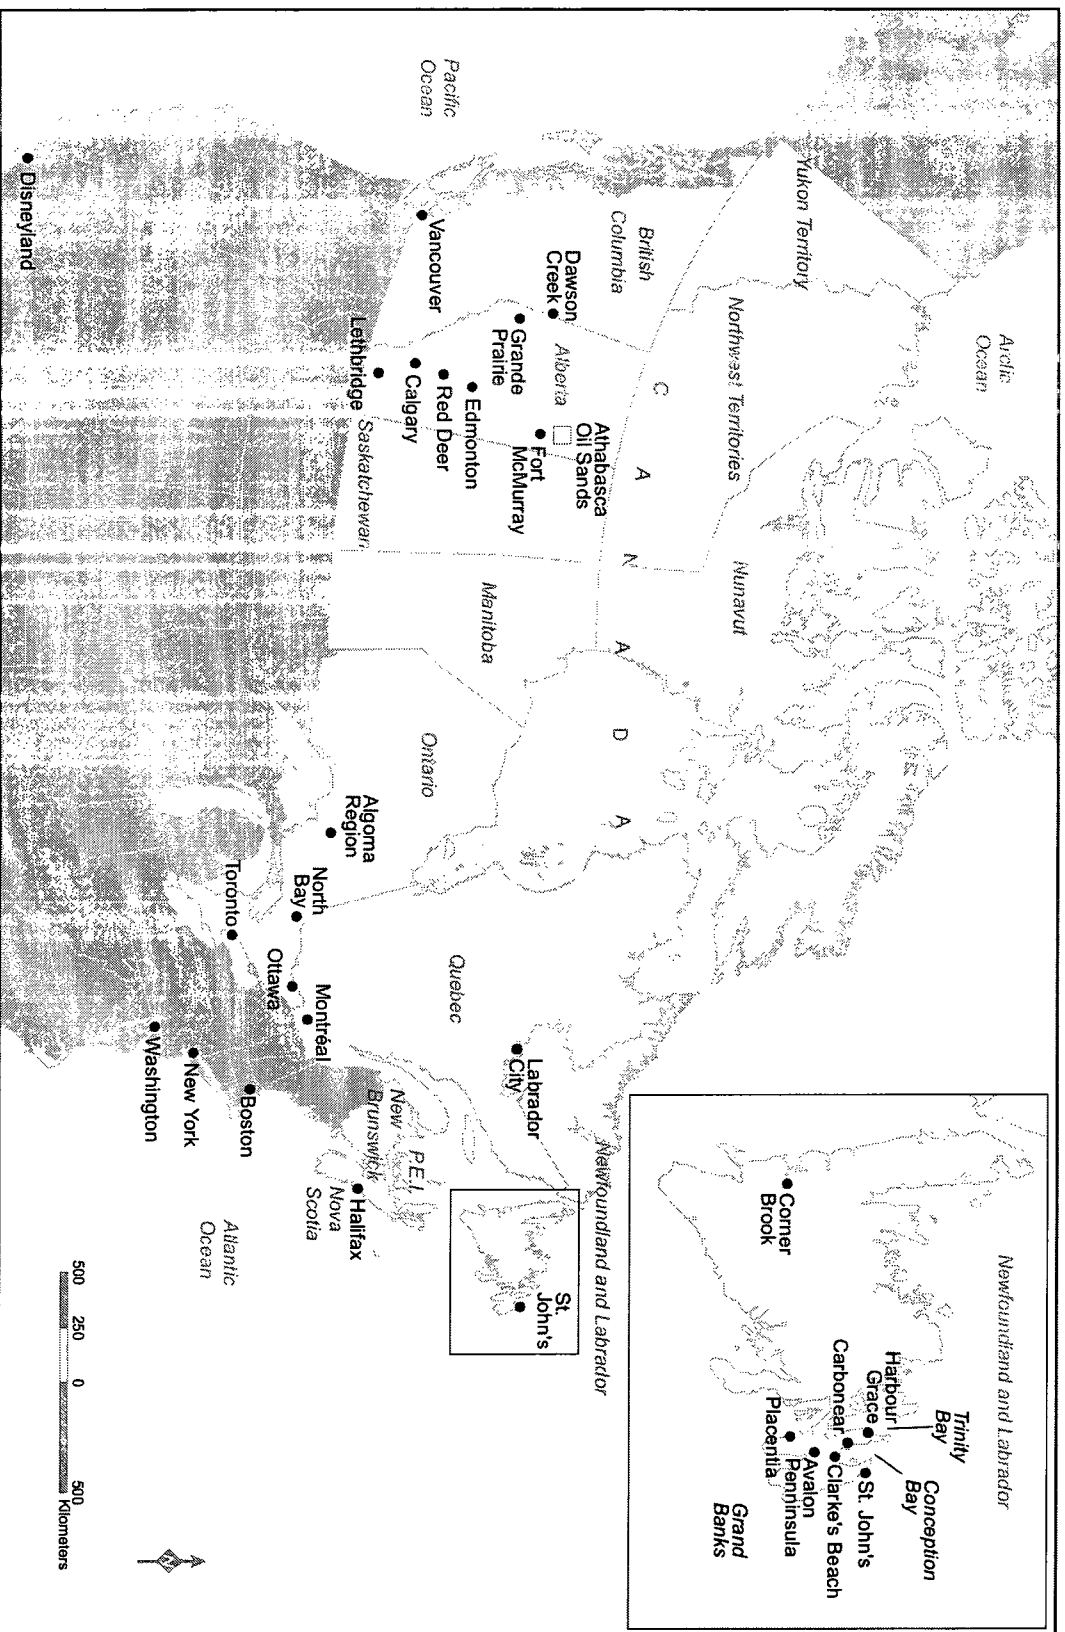 Arctic
Ocean
Yukon Territory
Northwest Territories
Nunavut
British
Columbia
C A N A D A
Pacific
Ocean
Dawson
Creek
Grande
Prairie
Alberta
Athabasca
Oil Sands
Fort
McMurray
Edmonton
Red Deer
Calgary
Lethbridge
Vancouver
Saskatchewan
Manitoba
Ontario
Algoma
Region
North
Bay
Toronto
Ottawa
Montréal
Quebec
Labrador
City
Newfoundland and Labrador
St.
John's
P.E.I.
New
Brunswick
Halifax
Nova
Scotia
Boston
New York
Washington
Disneyland
Atlantic
Ocean
500 250 0 500
Kilometers
N
Newfoundland and Labrador
Corner
Brook
Trinity
Bay
Harbour
Grace
Conception
Bay
Carbonear
St. John's
Clarke's Beach
Avalon
Penninsula
Placentia
Grand
Banks